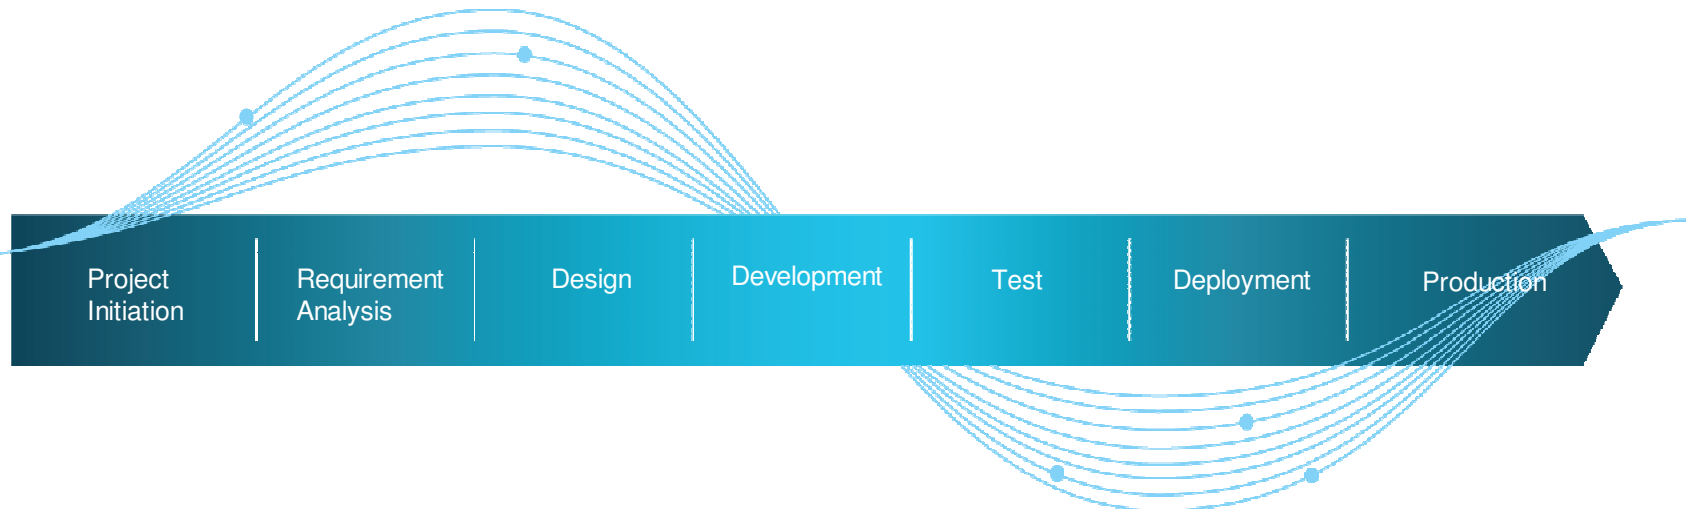 Project
Initiation
Requirement
Analysis
Design
Development
Test
Deployment
Production